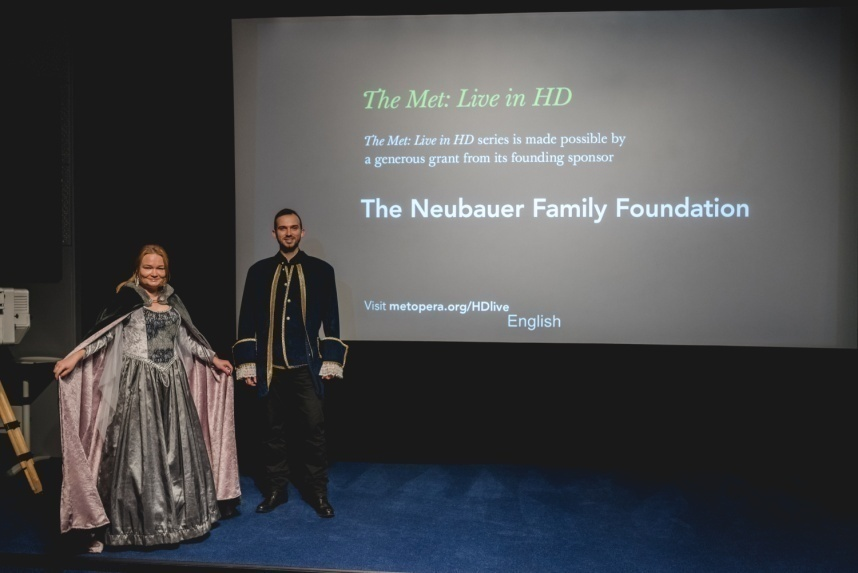 The Met: Live in HD
The Met: Live in HD series is made possible by
a generous grant from its founding sponsor
The Neubauer Family Foundation
Visit metopera.org/HDlive
English